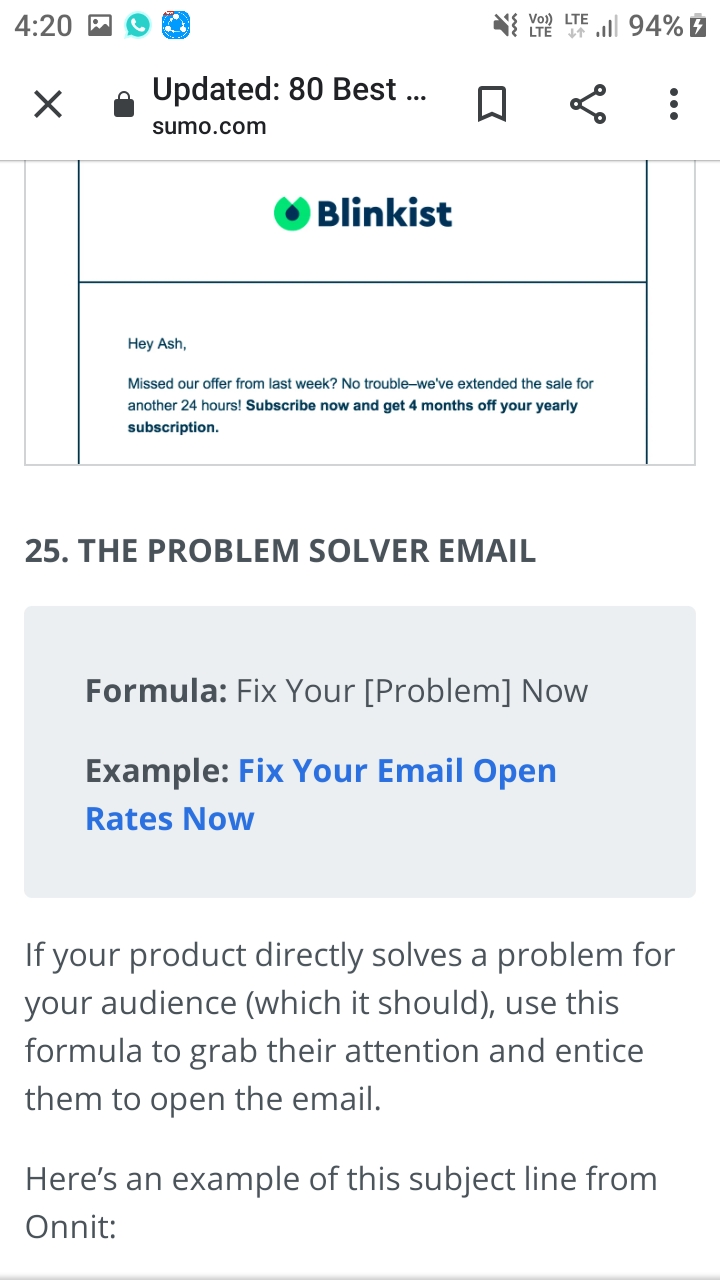 4:20
Vo)) LTE
LTE
94%
Updated: 80 Best ...
sumo.com
Blinkist
Hey Ash,
Missed our offer from last week? No trouble–we've extended the sale for
another 24 hours! Subscribe now and get 4 months off your yearly
subscription.
25. THE PROBLEM SOLVER EMAIL
Formula: Fix Your [Problem] Now
Example: Fix Your Email Open
Rates Now
If your product directly solves a problem for
your audience (which it should), use this
formula to grab their attention and entice
them to open the email.
Here’s an example of this subject line from
Onnit: